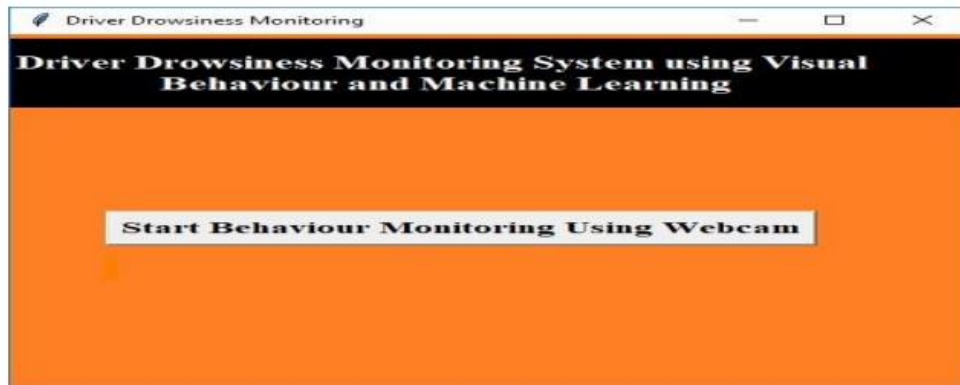 Driver Drowsiness Monitoring
Driver Drowsiness Monitoring System using Visual
Behaviour and Machine Learning
Start Behaviour Monitoring Using Webcam